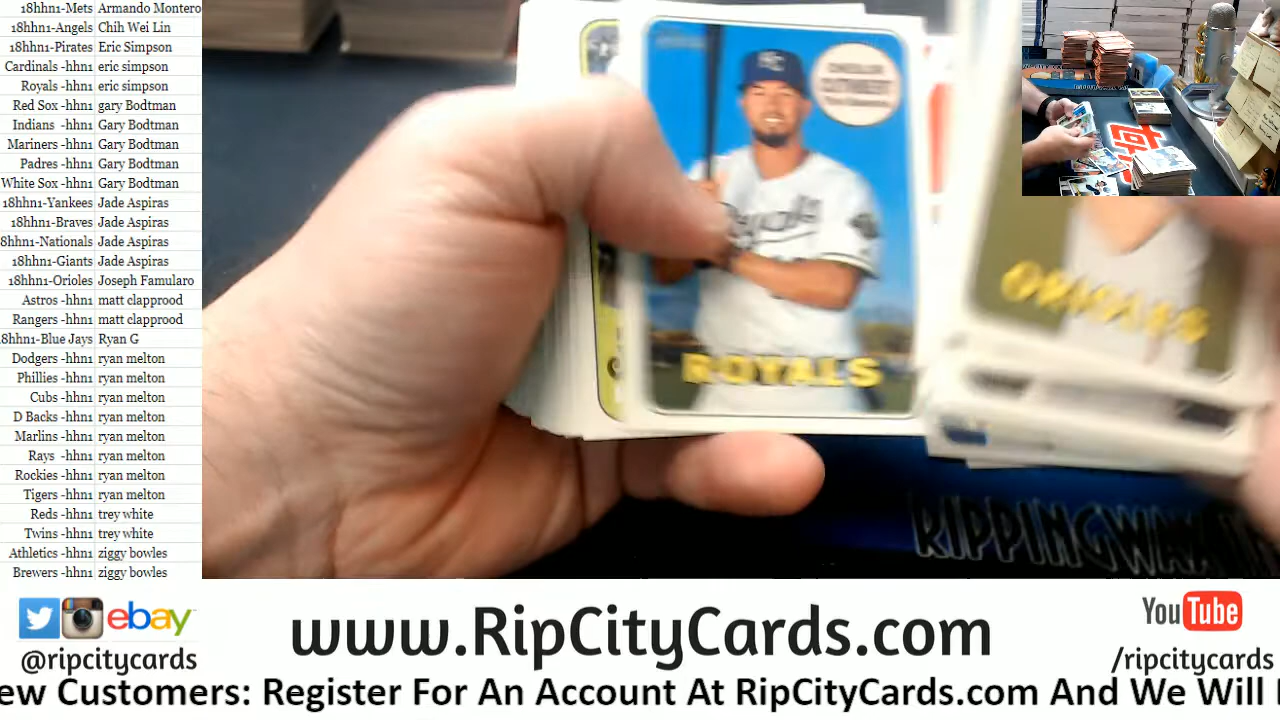 18hhn1-Mets Armando Montero
18hhn1-Angels Chih Wei Lin
18hhn1-Pirates Eric Simpson
Cardinals -hhn1 eric simpson
Royals -hhn1 eric simpson
Red Sox -hhn1 gary Bodtman
Indians -hhn1 Gary Bodtman
Mariners -hhn1 Gary Bodtman
Padres -hhn1 Gary Bodtman
White Sox -hhn1 Gary Bodtman
18hhn1-Yankees Jade Aspiras
18hhn1-Braves Jade Aspiras
8hhn1-Nationals Jade Aspiras
18hhn1-Giants Jade Aspiras
18hhn1-Orioles Joseph Famularo
Astros -hhn1 matt clapprood
Rangers -hhn1 matt clapprood
8hhn1-Blue Jays Ryan G
Dodgers -hhn1 ryan melton
Phillies -hhn1 ryan melton
Cubs -hhn1 ryan melton
D Backs -hhn1 ryan melton
Marlins -hhn1 ryan melton
Rays -hhn1 ryan melton
Rockies -hhn1 ryan melton
Tigers -hhn1 ryan melton
Reds -hhn1 trey white
Twins -hhn1 trey white
Athletics -hhn1 ziggy bowles
Brewers -hhn1 ziggy bowles
KC
Royals
ROYALS
ORIOLES
RIPPINGWAX
ebay
@ripcitycards
www.RipCityCards.com
YouTube
/ripcitycards
ew Customers: Register For An Account At RipCityCards.com And We Will